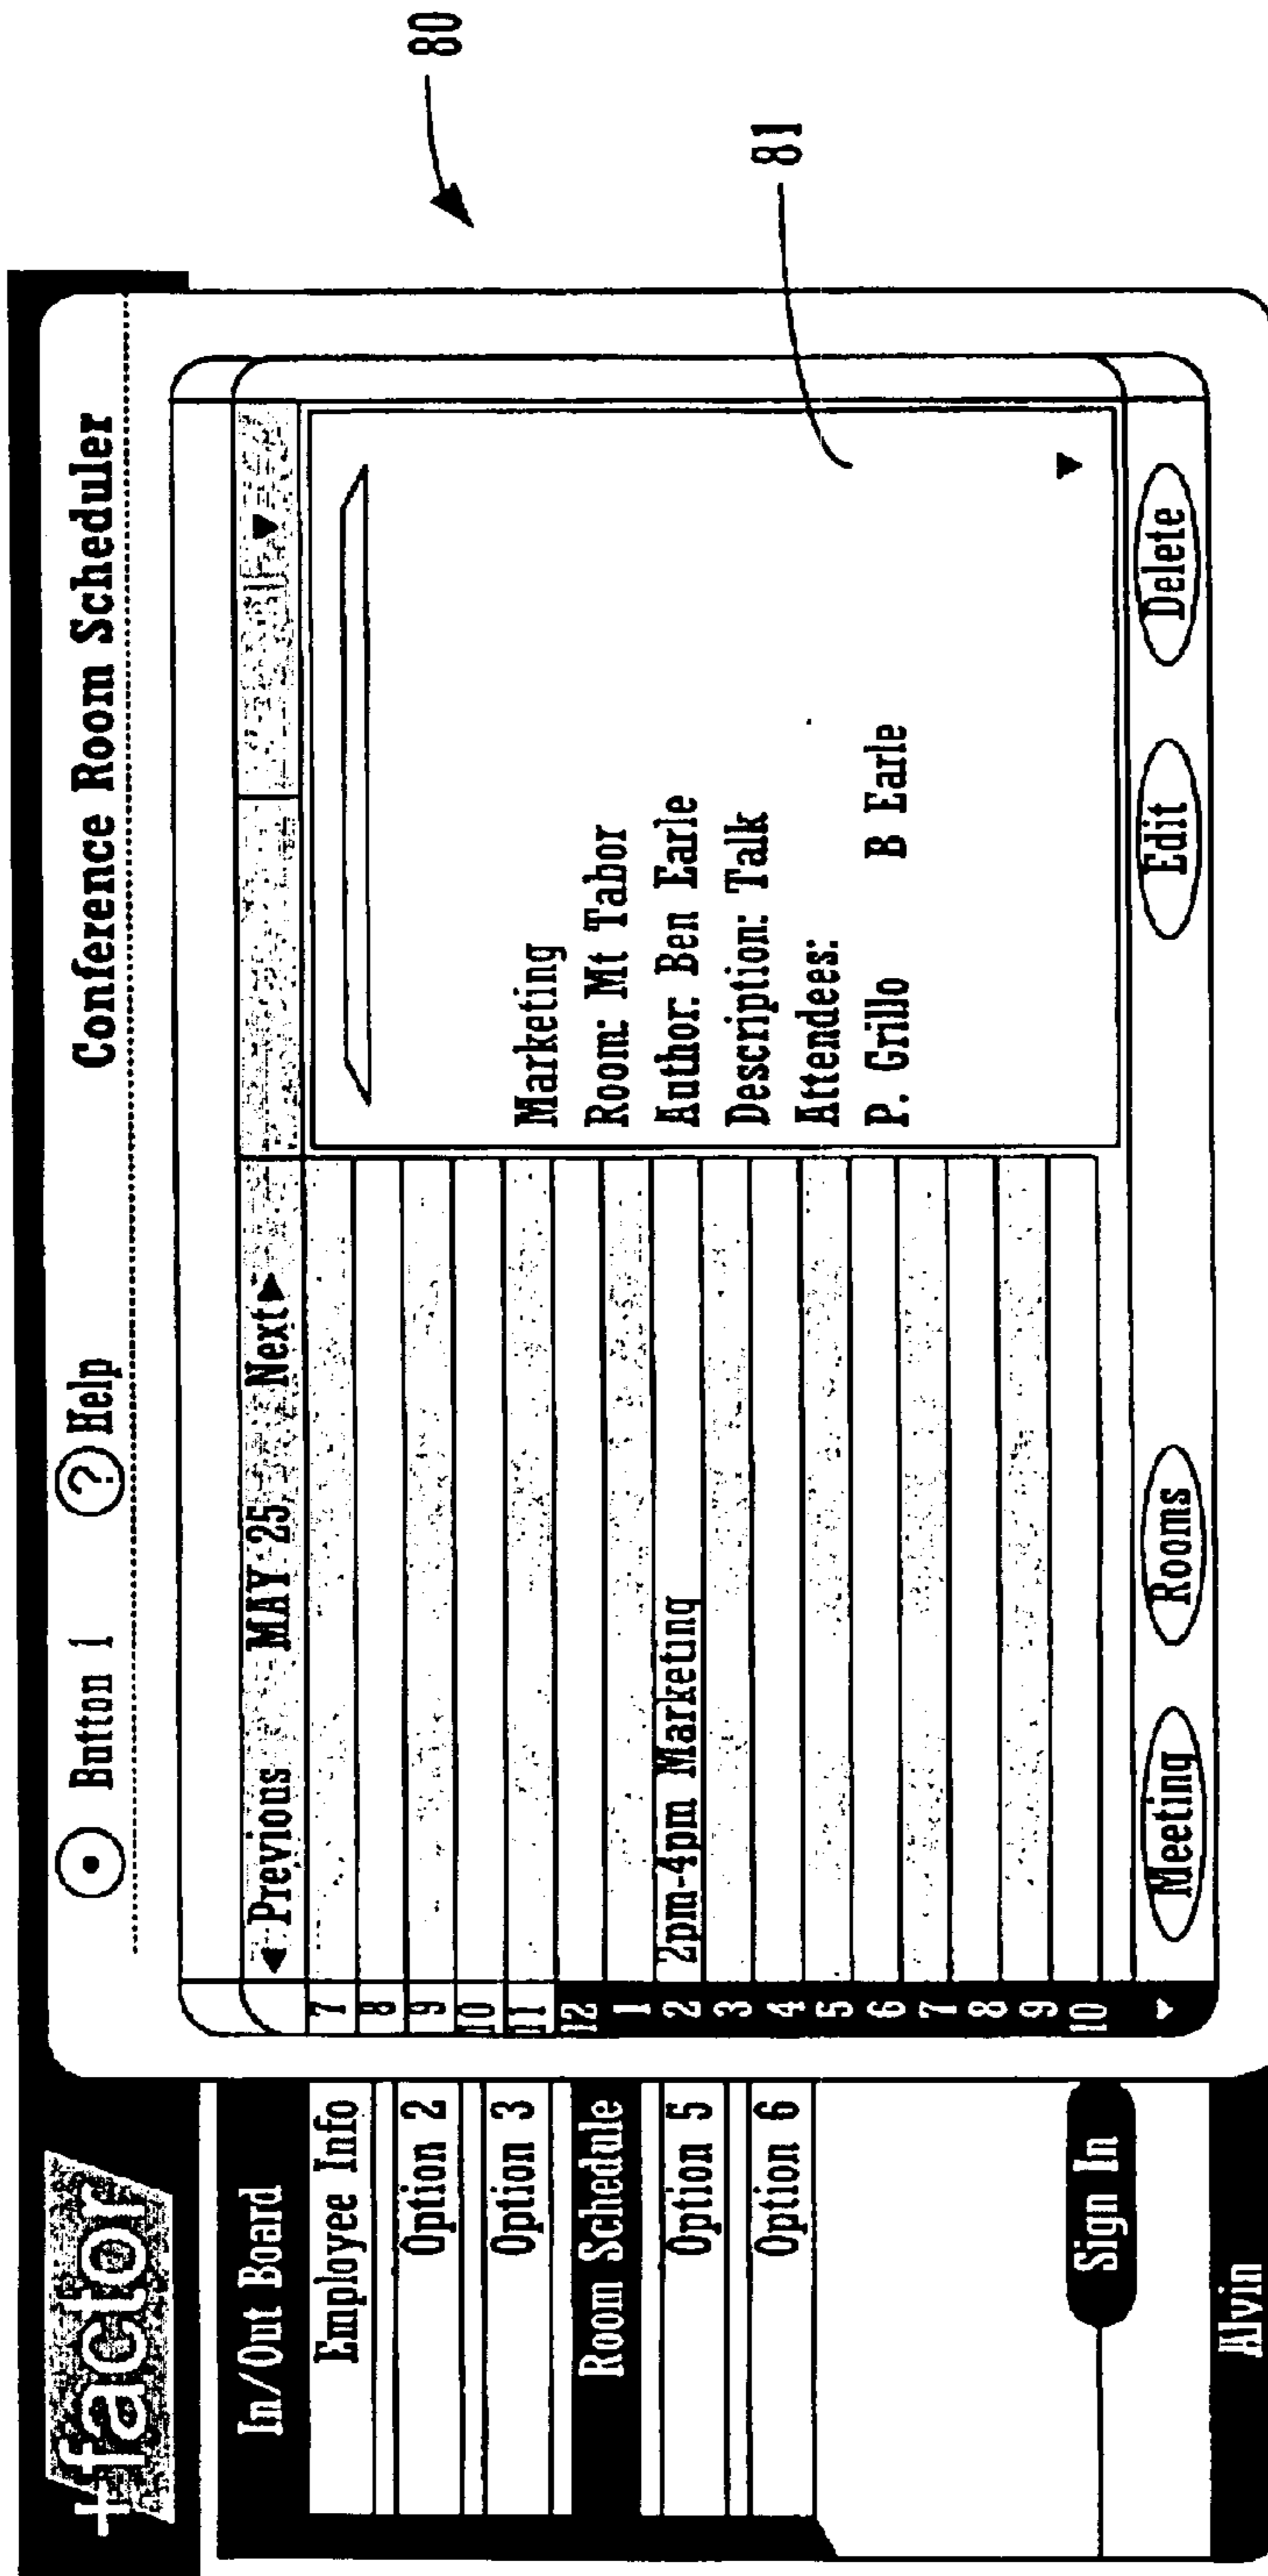 +factor
Button 1
? Help
Conference Room Scheduler
80
In/Out Board
Employee Info
Option 2
Option 3
Room Schedule
Option 5
Option 6
Sign In
Alvin
Previous MAY 25, Next
7
8
9
10
11
12
1
2 2pm-4pm Marketing
3
4
5
6
7
8
9
10
Marketing
Room: Mt Tabor
Author: Ben Earle
Description: Talk
Attendees:
P. Grillo B Earle
81
Meeting Rooms Edit Delete